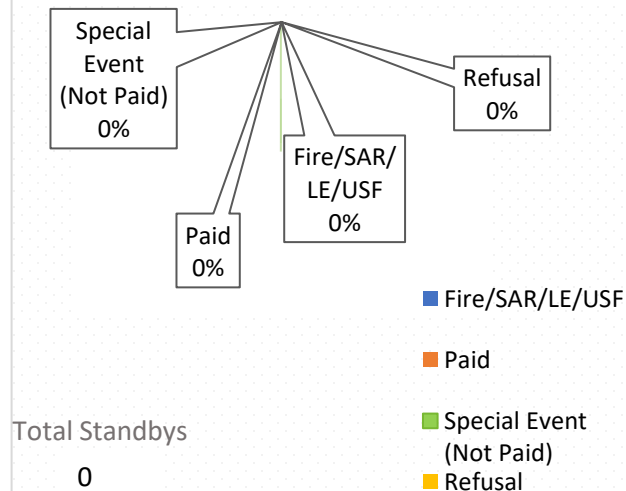 Special
Event
(Not Paid)
0%
Refusal
0%
Fire/SAR/
LE/USF
0%
Paid
0%
Fire/SAR/LE/USF
Paid
Special Event
(Not Paid)
Refusal
Total Standbys
0